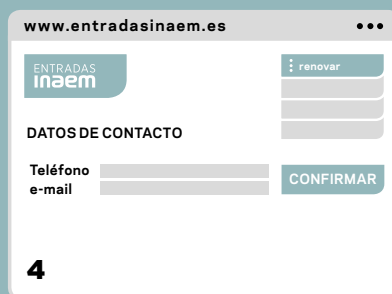 www.entradasinaem.es
ENTRADAS
inaem
renovar
DATOS DE CONTACTO
Teléfono
e-mail
CONFIRMAR
4